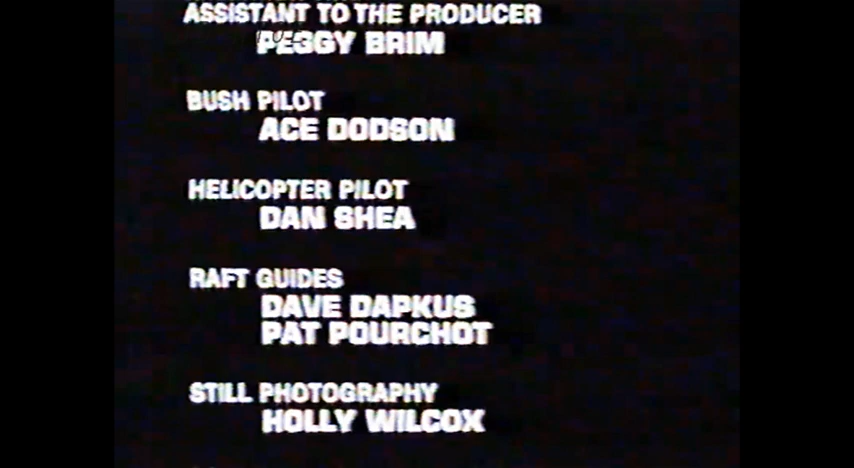 ASSISTANT TO THE PRODUCER
PEGGY BRIM
BUSH PILOT
ACE DODSON
HELICOPTER PILOT
DAN SHEA
RAFT GUIDES
DAVE DAPKUS
PAT POURCHOT
STILL PHOTOGRAPHY
HOLLY WILCOX